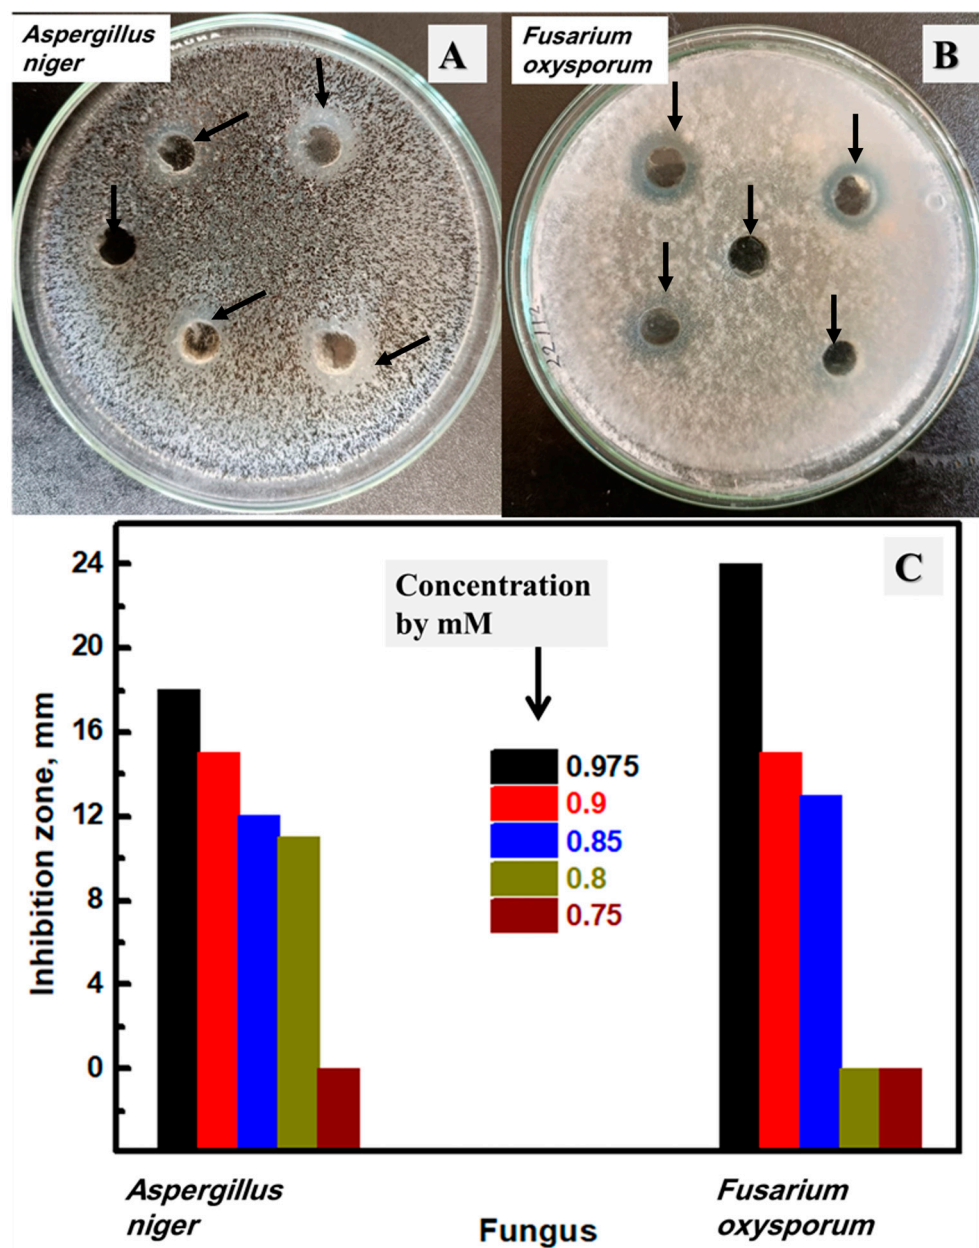 Aspergillus
niger
A
Fusarium
oxysporum
B
C
24
20
16
12
8
4
0
Inhibition zone, mm
Concentration
by mM
0.975
0.9
0.85
0.8
0.75
Aspergillus
niger
Fusarium
oxysporum
Fungus